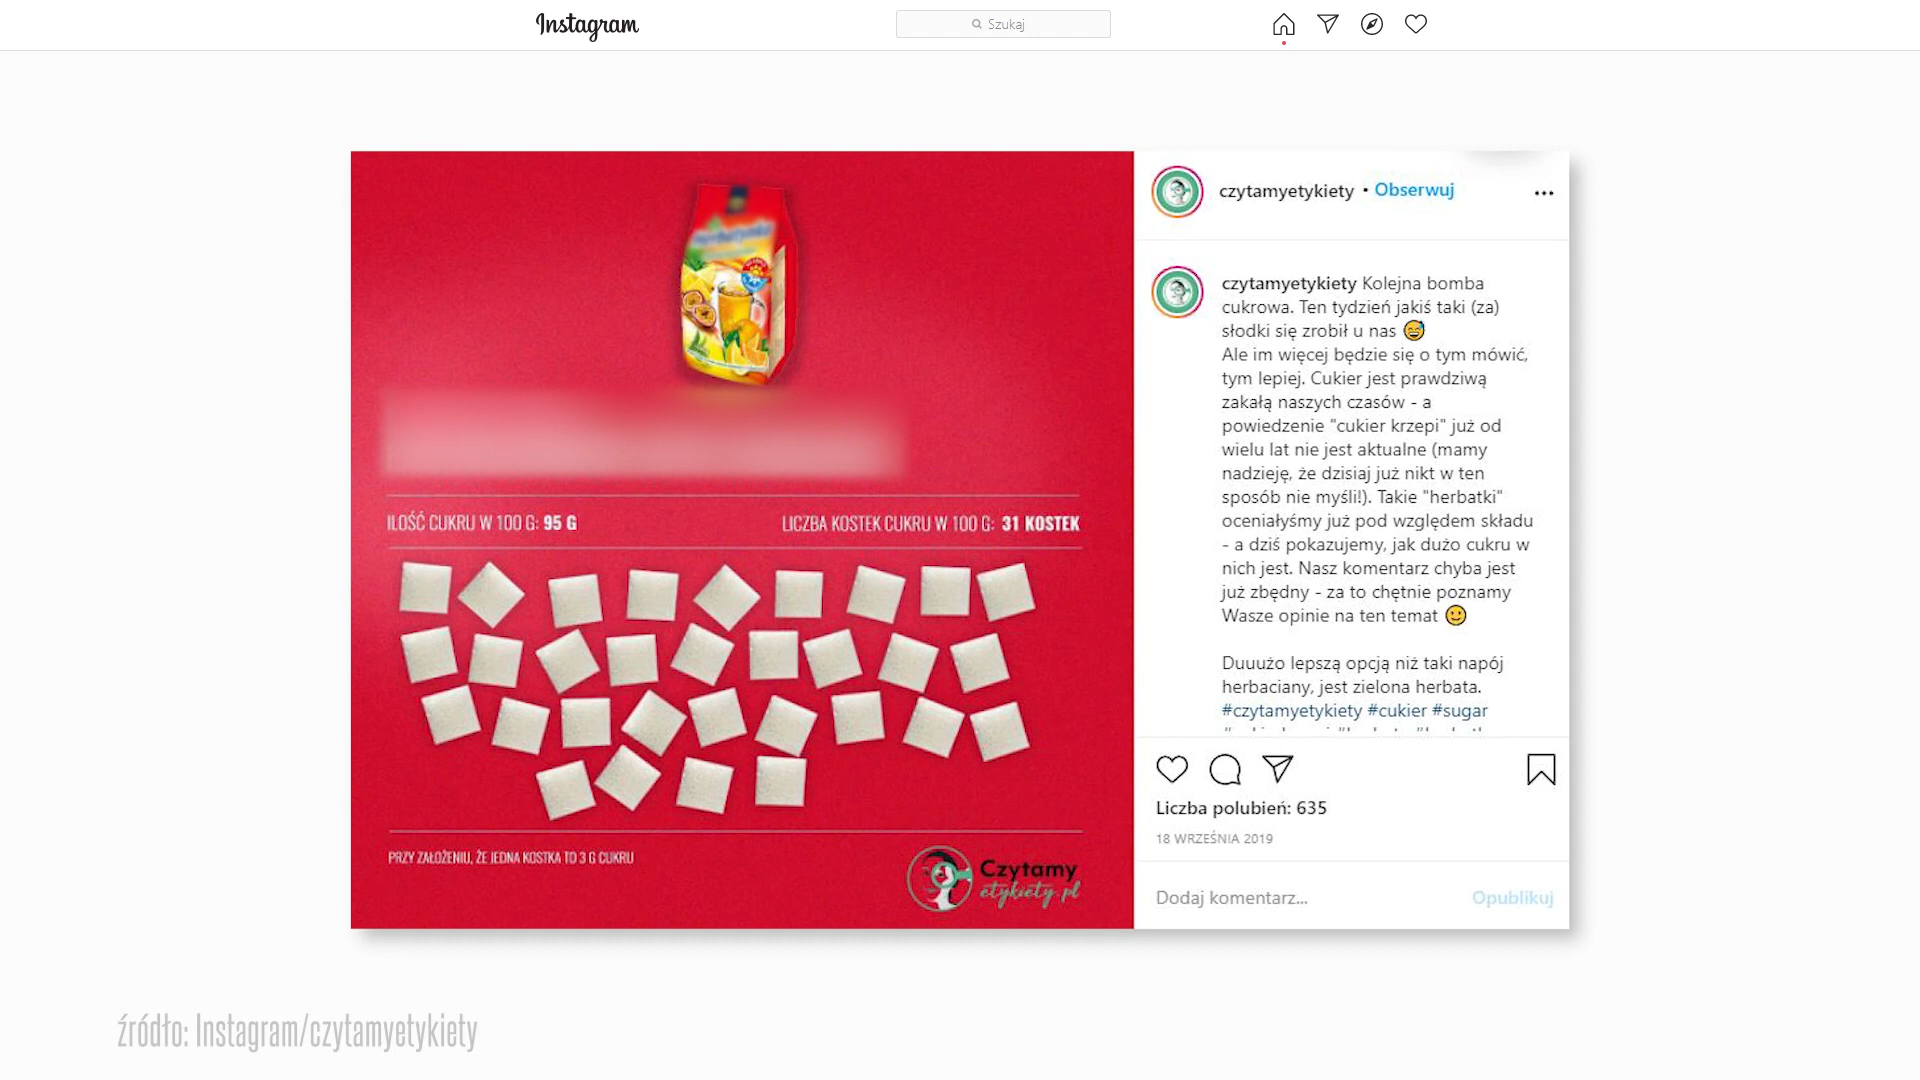 Instagram
Szukaj
ILOŚĆ CUKRU W 100 G: 95 G
LICZBA KOSTEK CUKRU W 100 G: 31 KOSTEK
PRZY ZAŁOŻENIU, ŻE JEDNA KOSTKA TO 3 G CUKRU
Czytamy
etykiety.pl
czytamyetykiety • Obserwuj
czytamyetykiety Kolejna bomba
cukrowa. Ten tydzień jakiś taki (za)
słodki się zrobił u nas 😅
Ale im więcej będzie się o tym mówić,
tym lepiej. Cukier jest prawdziwą
zakałą naszych czasów - a
powiedzenie "cukier krzepi" już od
wielu lat nie jest aktualne (mamy
nadzieję, że dzisiaj już nikt w ten
sposób nie myśli!). Takie "herbatki"
oceniałyśmy już pod względem składu
- a dziś pokazujemy, jak dużo cukru w
nich jest. Nasz komentarz chyba jest
już zbędny - za to chętnie poznamy
Wasze opinie na ten temat 🙂
Duuużo lepszą opcją niż taki napój
herbaciany, jest zielona herbata.
#czytamyetykiety #cukier #sugar
Liczba polubień: 635
18 WRZEŚNIA 2019
Dodaj komentarz...
Opublikuj
źródło: Instagram/czytamyetykiety